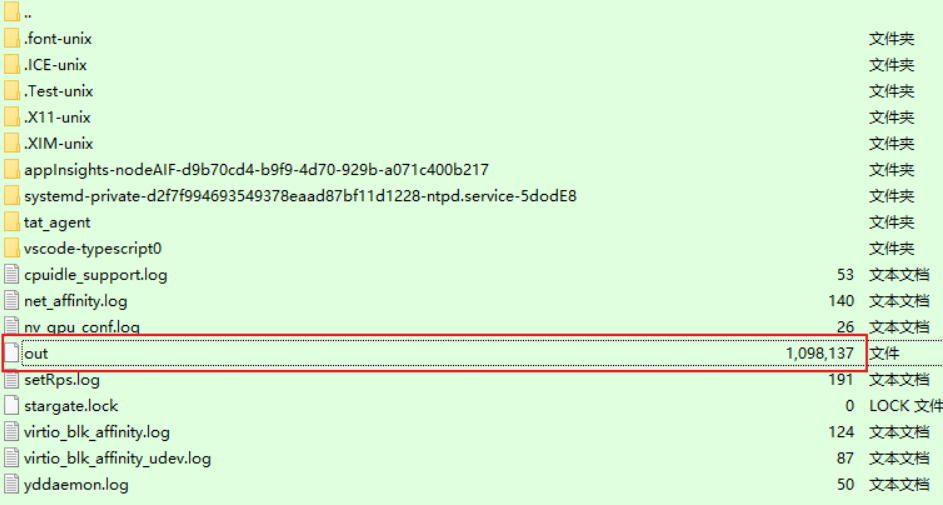 ..
.font-unix 文件夹
.ICE-unix 文件夹
.Test-unix 文件夹
.X11-unix 文件夹
.XIM-unix 文件夹
appInsights-nodeAIF-d9b70cd4-b9f9-4d70-929b-a071c400b217 文件夹
systemd-private-d2f7f994693549378eaad87bf11d1228-ntpd.service-5dodE8 文件夹
tat_agent 文件夹
vscode-typescript0 文件夹
cpuidle_support.log 53 文本文档
net_affinity.log 140 文本文档
nv_gpu_conf.log 26 文本文档
out 1,098,137 文件
setRps.log 191 文本文档
stargate.lock 0 LOCK 文件
virtio_blk_affinity.log 124 文本文档
virtio_blk_affinity_udev.log 87 文本文档
yddaemon.log 50 文本文档